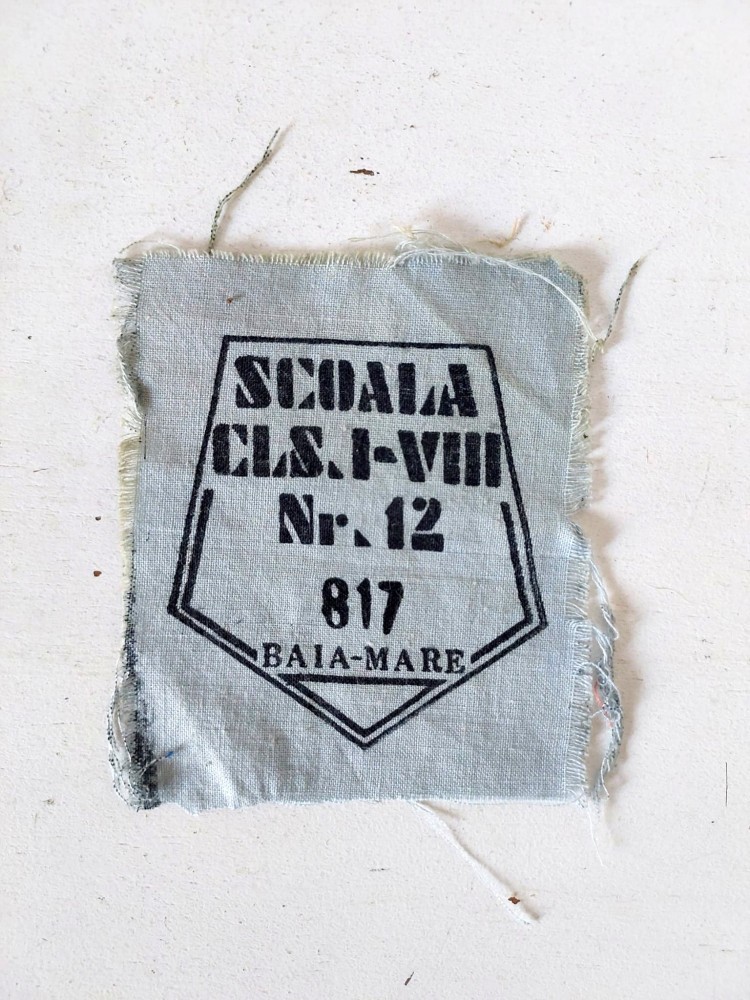 SCOALA
CLS. I-VIII
Nr. 12
817
BAIA-MARE